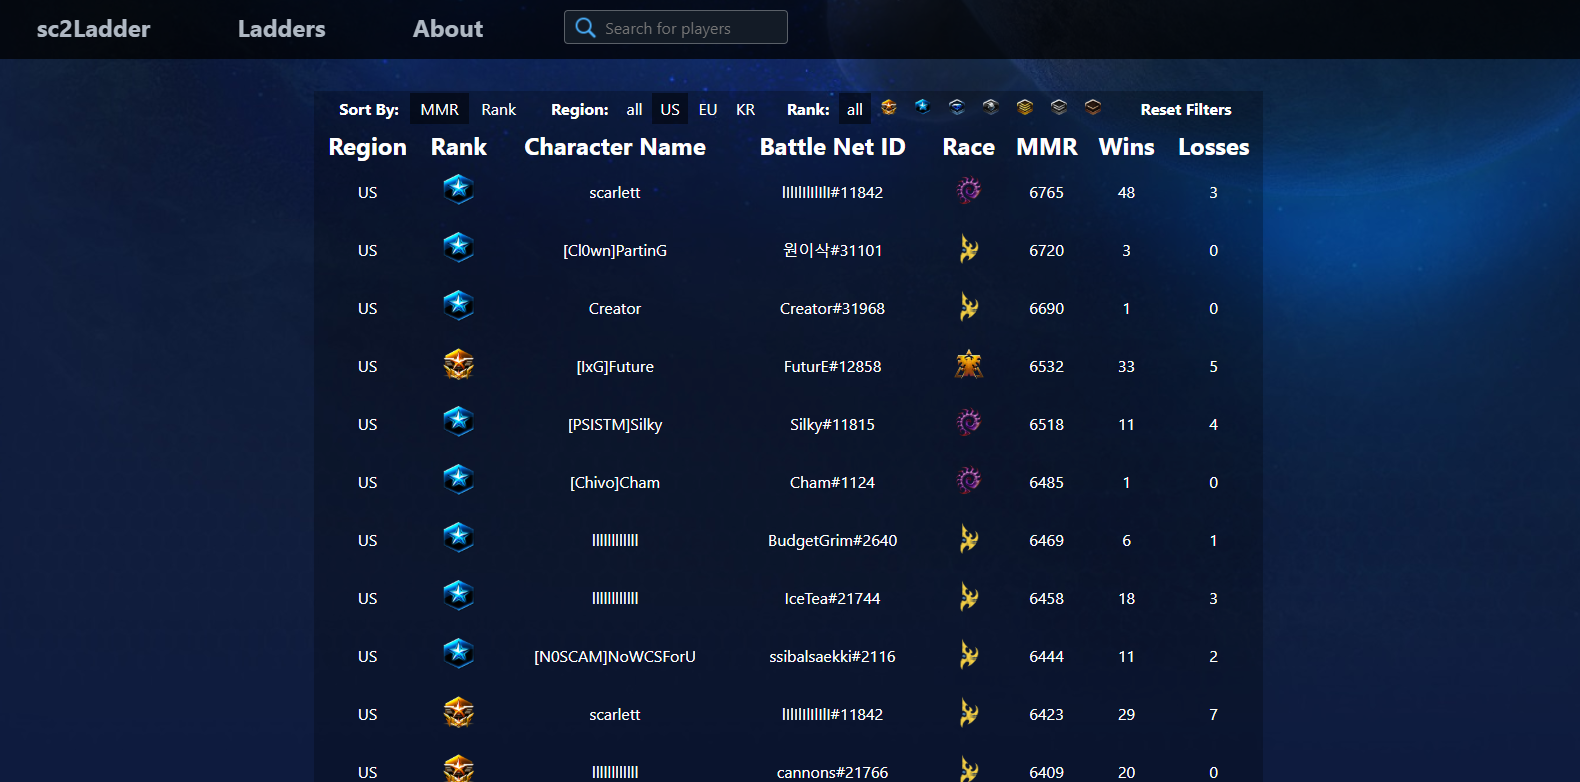 sc2Ladder Ladders About Search for players
Sort By: MMR Rank Region: all US EU KR Rank: all Reset Filters
Region Rank Character Name Battle Net ID Race MMR Wins Losses
US scarlett #11842 6765 48 3
US [Cl0wn]PartinG 원이삭#31101 6720 3 0
US Creator Creator#31968 6690 1 0
US [IxG]Future FuturE#12858 6532 33 5
US [PSISTM]Silky Silky#11815 6518 11 4
US [Chivo]Cham Cham#1124 6485 1 0
US BudgetGrim#2640 6469 6 1
US IceTea#21744 6458 18 3
US [N0SCAM]NoWCSForU ssibalsaekki#2116 6444 11 2
US scarlett #11842 6423 29 7
US cannons#21766 6409 20 0